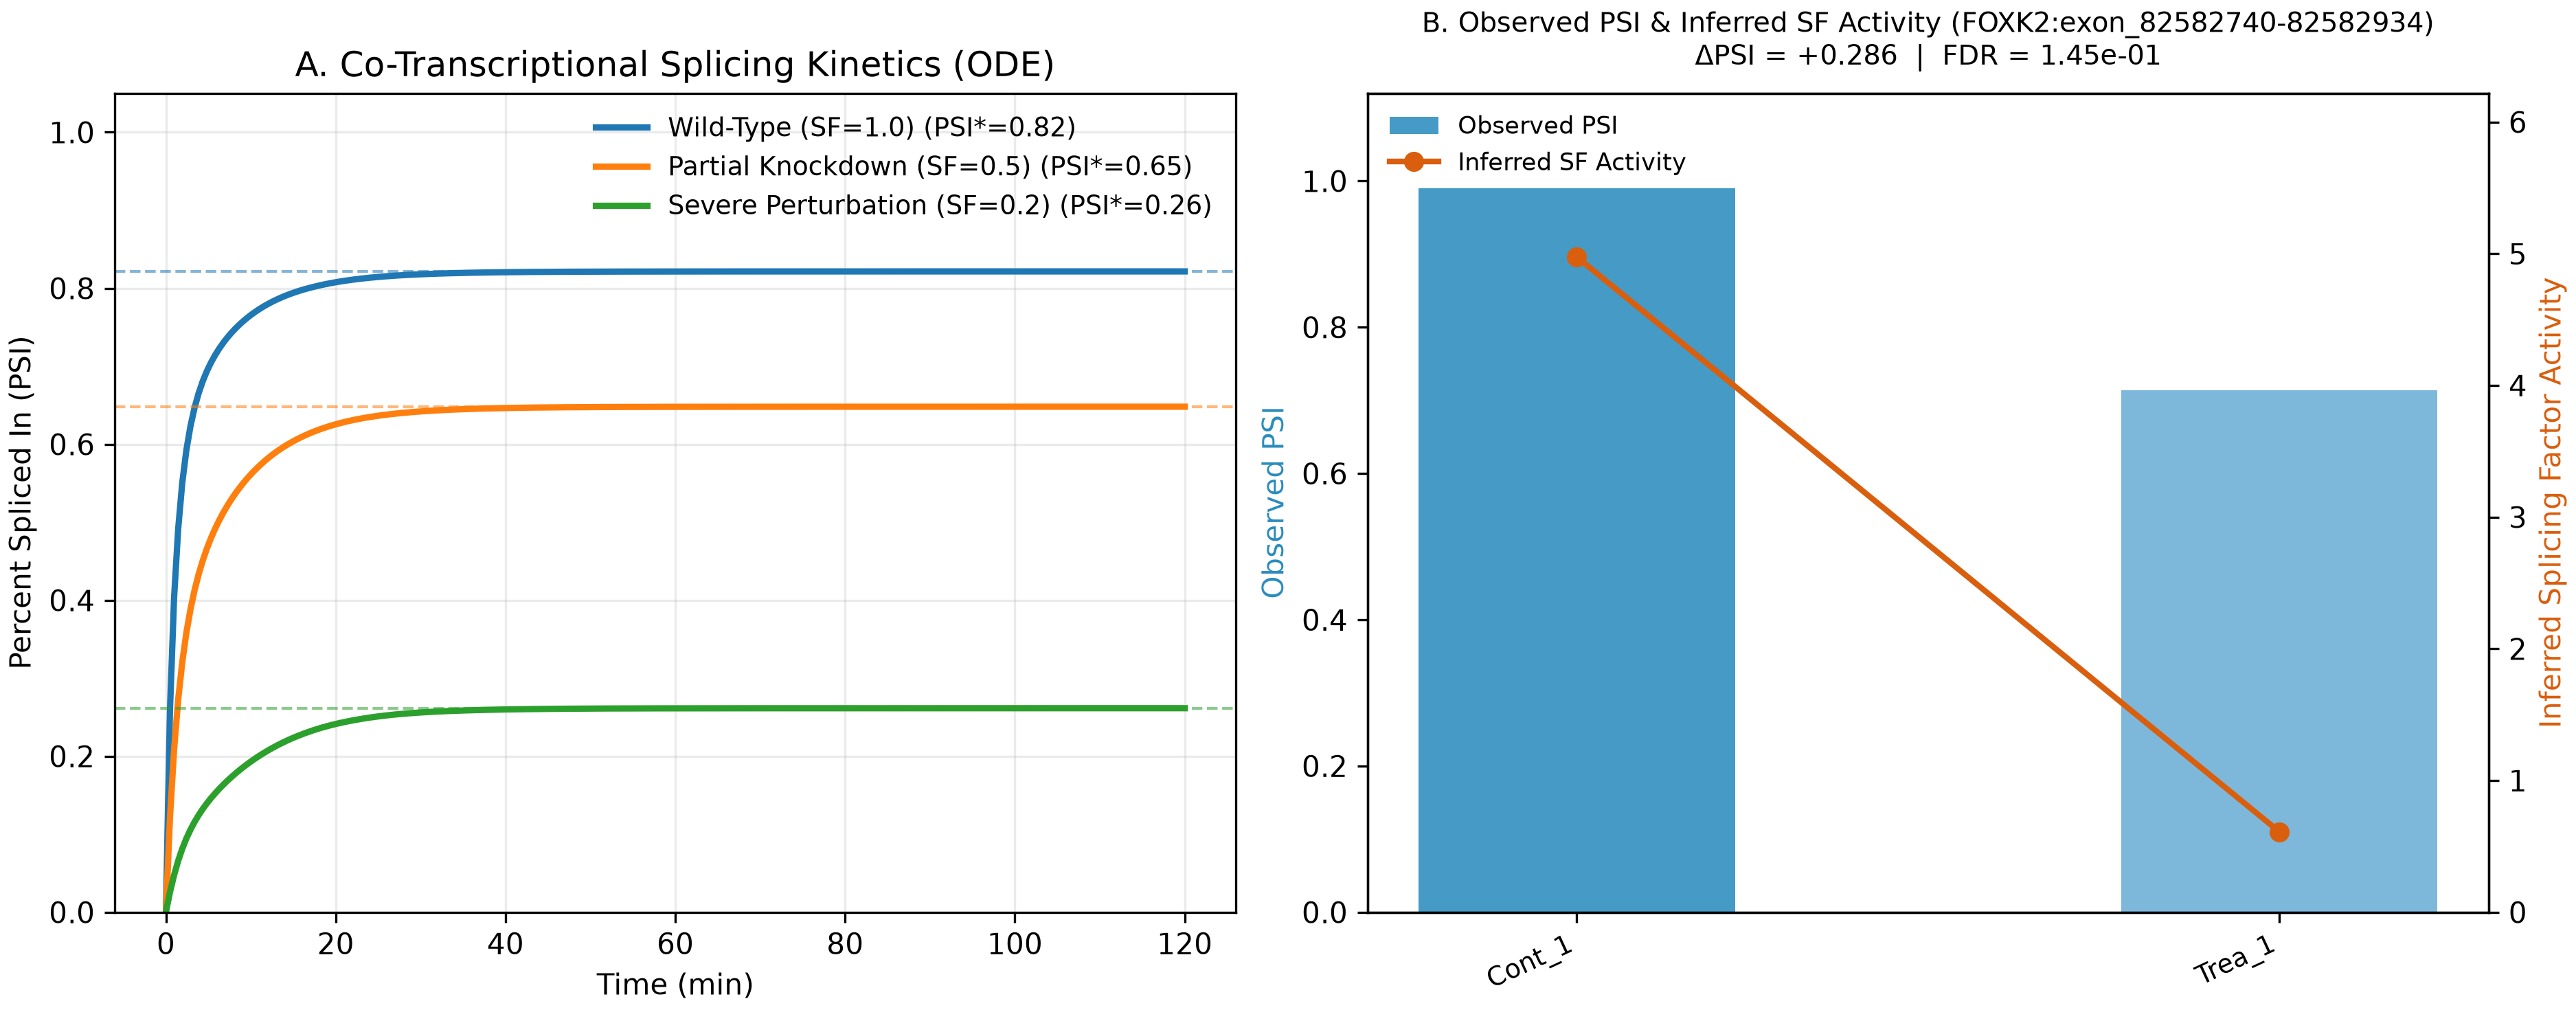 A. Co-Transcriptional Splicing Kinetics (ODE)
Percent Spliced In (PSI)
1.0
0.8
0.6
0.4
0.2
0.0
Wild-Type (SF=1.0) (PSI*=0.82)
Partial Knockdown (SF=0.5) (PSI*=0.65)
Severe Perturbation (SF=0.2) (PSI*=0.26)
0 20 40 60 80 100 120
Time (min)
B. Observed PSI & Inferred SF Activity (FOXK2:exon_82582740-82582934)
ΔPSI = +0.286 | FDR = 1.45e-01
Observed PSI
1.0
0.8
0.6
0.4
0.2
0.0
Observed PSI
Inferred SF Activity
Cont_1
Trea_1
6
5
4
3
2
1
0
Inferred Splicing Factor Activity